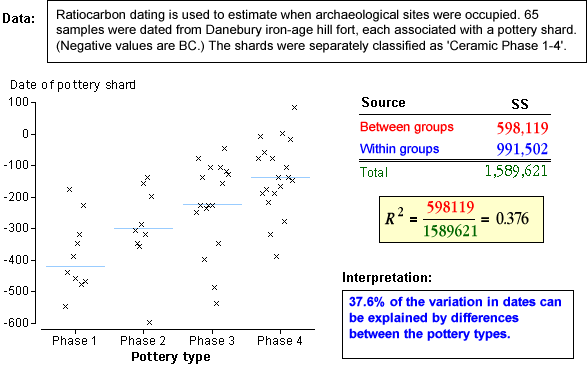 Data:
Ratiocarbon dating is used to estimate when archaeological sites were occupied. 65
samples were dated from Danebury iron-age hill fort, each associated with a pottery shard.
(Negative values are BC.) The shards were separately classified as 'Ceramic Phase 1-4'.
Date of pottery shard
100
0
-100
-200
-300
-400
-500
-600
Phase 1 Phase 2 Phase 3 Phase 4
Pottery type
Source SS
Between groups 598,119
Within groups 991,502
Total 1,589,621
R² = 598119 / 1589621 = 0.376
Interpretation:
37.6% of the variation in dates can
be explained by differences
between the pottery types.